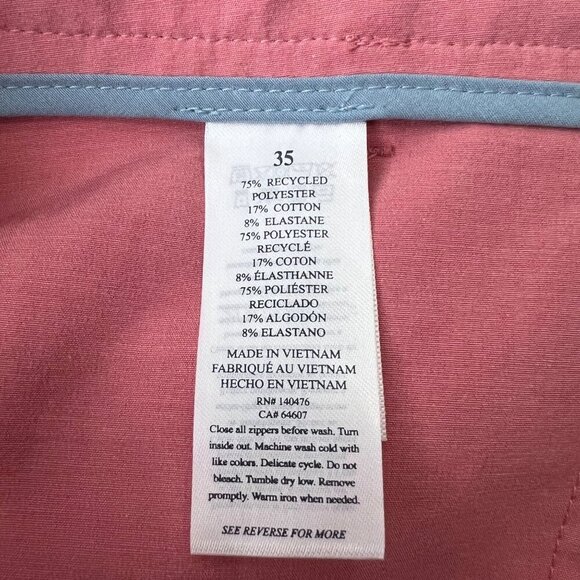 35
75% RECYCLED
POLYESTER
17% COTTON
8% ELASTANE
75% POLYESTER
RECYCLÉ
17% COTON
8% ÉLASTHANNE
75% POLIÉSTER
RECICLADO
17% ALGODÓN
8% ELASTANO
MADE IN VIETNAM
FABRIQUÉ AU VIETNAM
HECHO EN VIETNAM
RN# 140476
CA# 64607
Close all zippers before wash. Turn
inside out. Machine wash cold with
like colors. Delicate cycle. Do not
bleach. Tumble dry low. Remove
promptly. Warm iron when needed.
SEE REVERSE FOR MORE